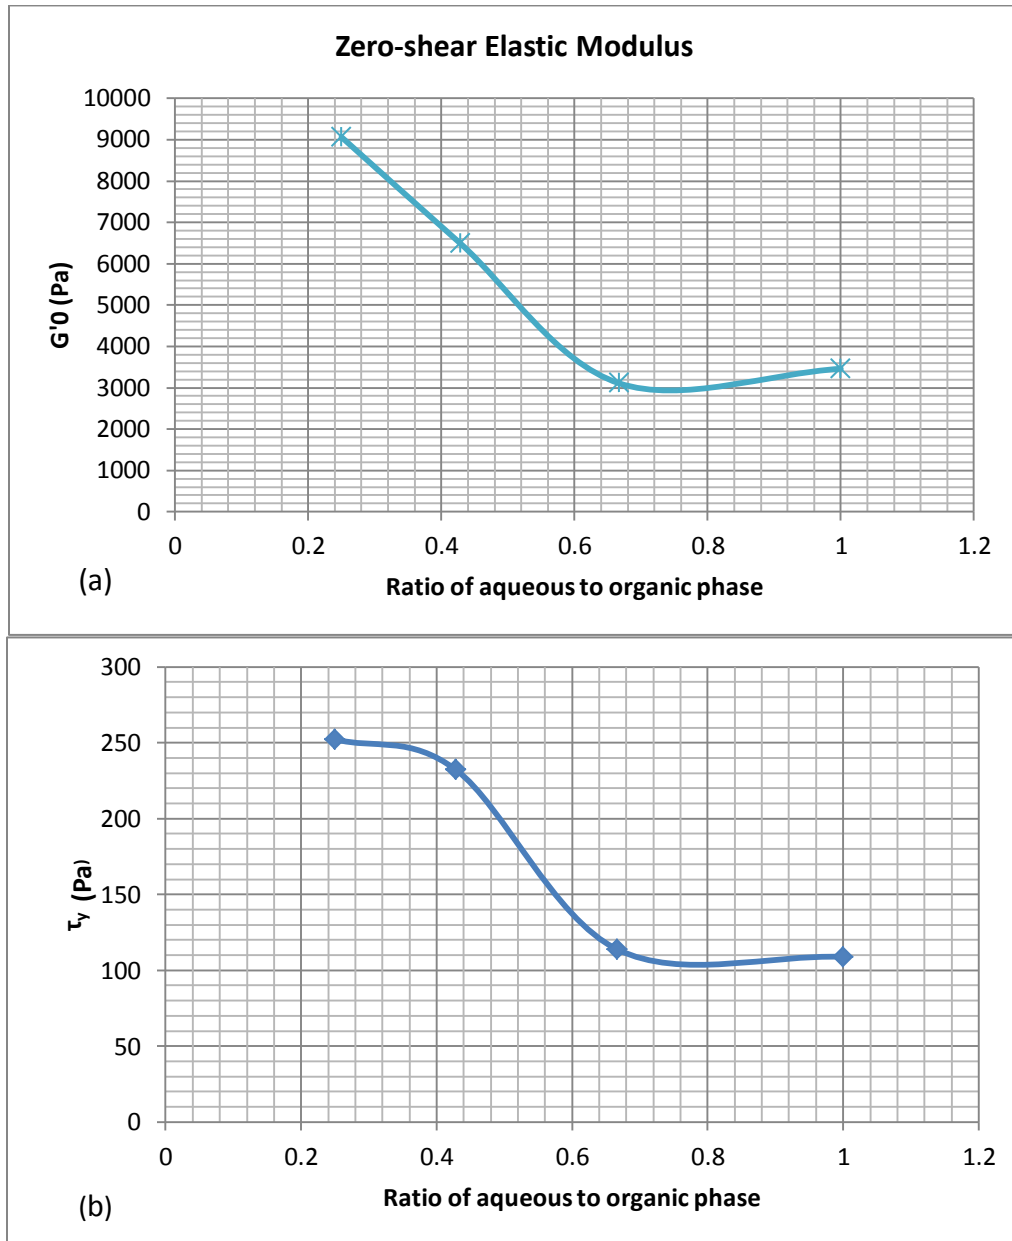 Zero-shear Elastic Modulus
10000
9000
8000
7000
6000
5000
4000
3000
2000
1000
0
G'0 (Pa)
0 0.2 0.4 0.6 0.8 1 1.2
Ratio of aqueous to organic phase
(a)
300
250
200
150
100
50
0
τy (Pa)
0 0.2 0.4 0.6 0.8 1 1.2
Ratio of aqueous to organic phase
(b)